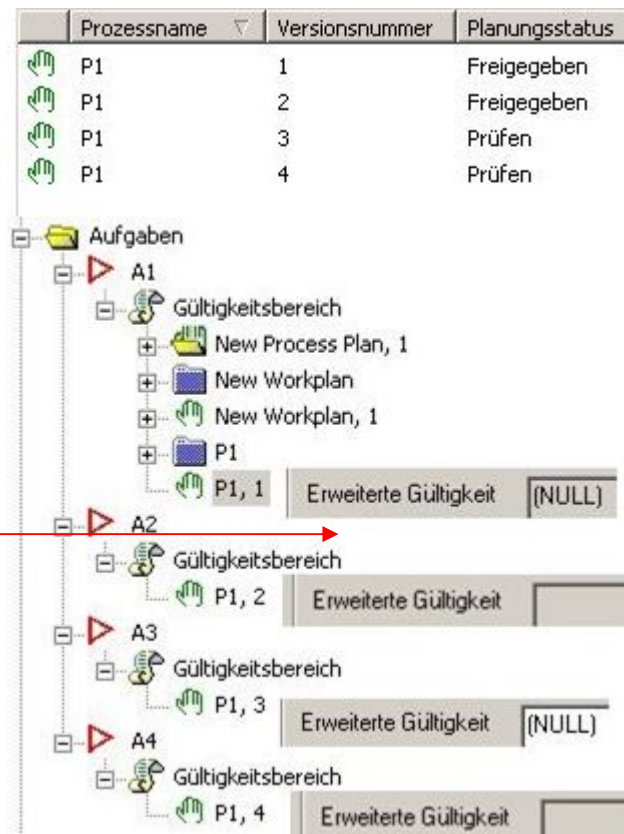 Prozessname Versionsnummer Planungsstatus
P1 1 Freigegeben
P1 2 Freigegeben
P1 3 Prüfen
P1 4 Prüfen
Aufgaben
A1
Gültigkeitsbereich
New Process Plan, 1
New Workplan
New Workplan, 1
P1
P1, 1 Erweiterte Gültigkeit (NULL)
A2
Gültigkeitsbereich
P1, 2 Erweiterte Gültigkeit
A3
Gültigkeitsbereich
P1, 3 Erweiterte Gültigkeit (NULL)
A4
Gültigkeitsbereich
P1, 4 Erweiterte Gültigkeit